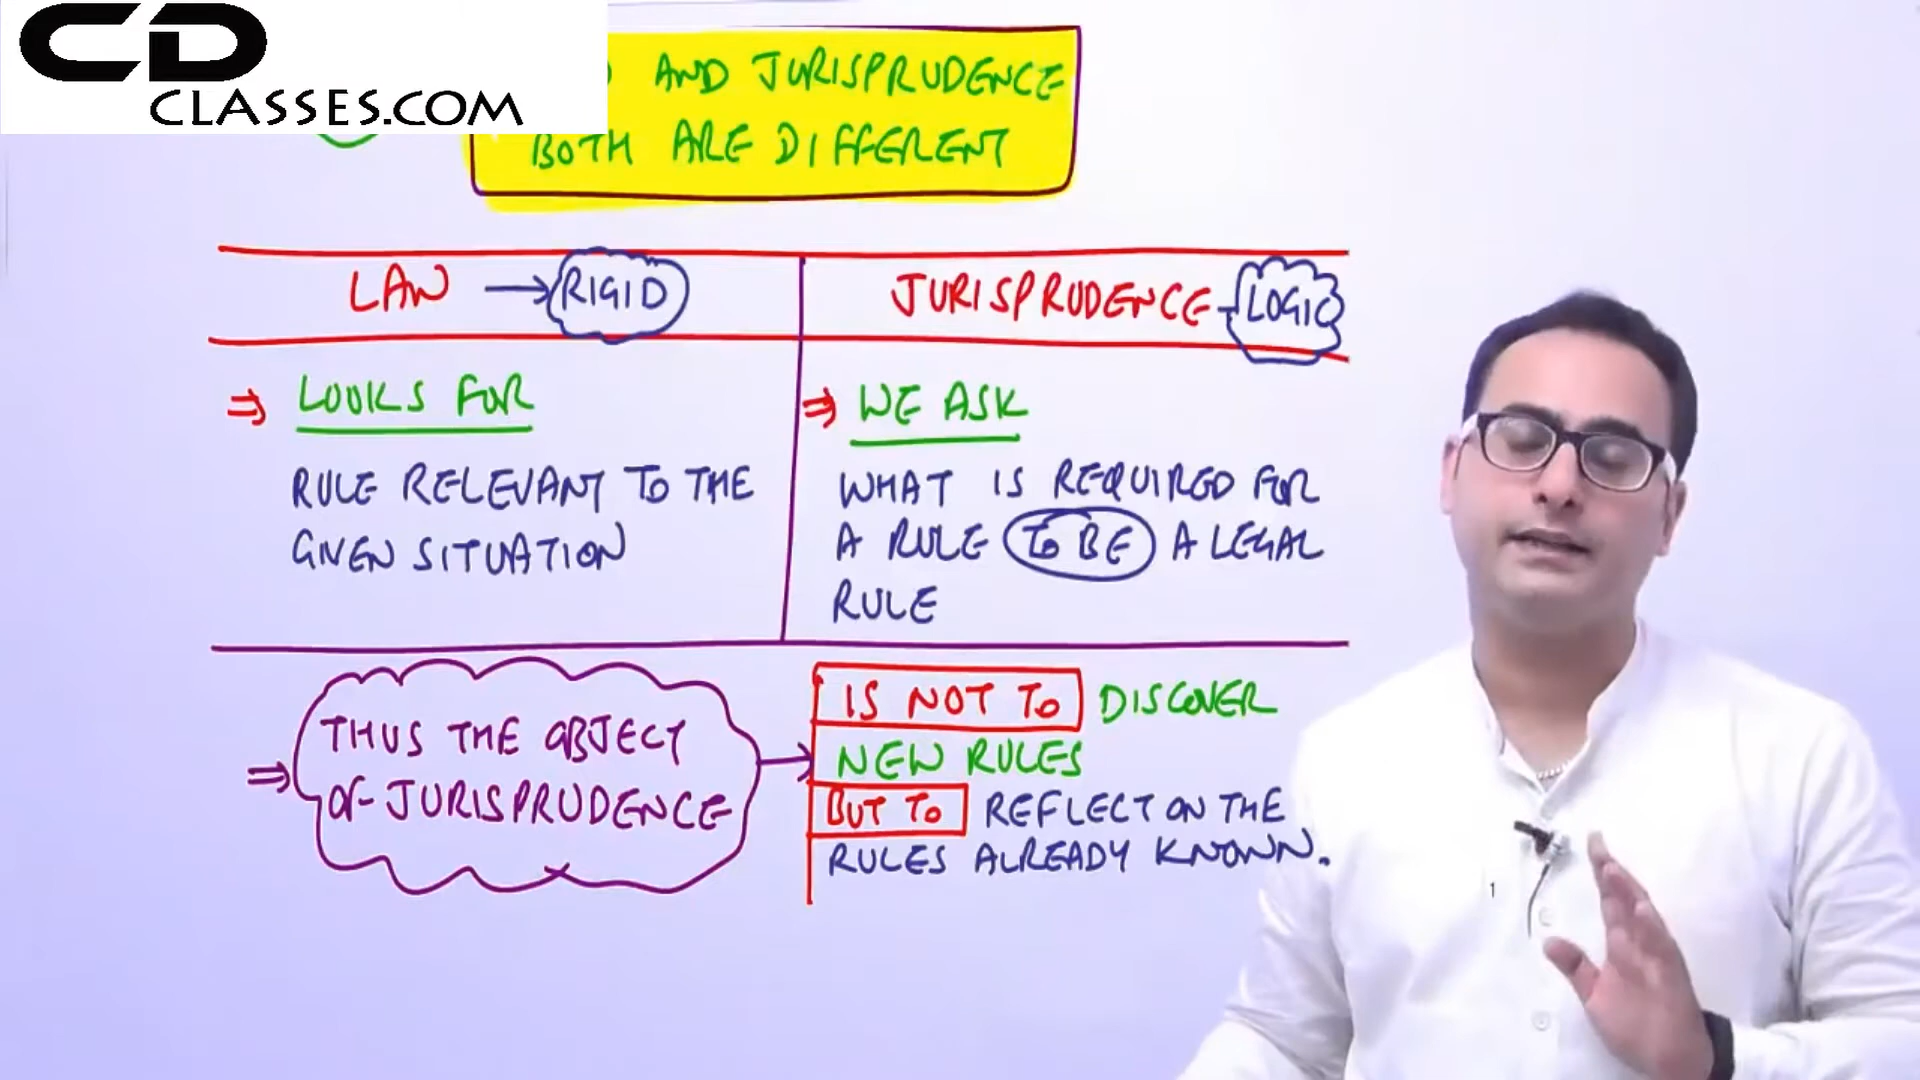 CD
CLASSES.COM
AND JURISPRUDENCE
BOTH ARE DIFFERENT
LAW → RIGID
JURISPRUDENCE - LOGIC
⇒ LOOKS FOR
RULE RELEVANT TO THE
GIVEN SITUATION
⇒ WE ASK
WHAT IS REQUIRED FOR
A RULE TO BE A LEGAL
RULE
⇒ THUS THE OBJECT
OF JURISPRUDENCE →
IS NOT TO DISCOVER
NEW RULES
BUT TO REFLECT ON THE
RULES ALREADY KNOWN.